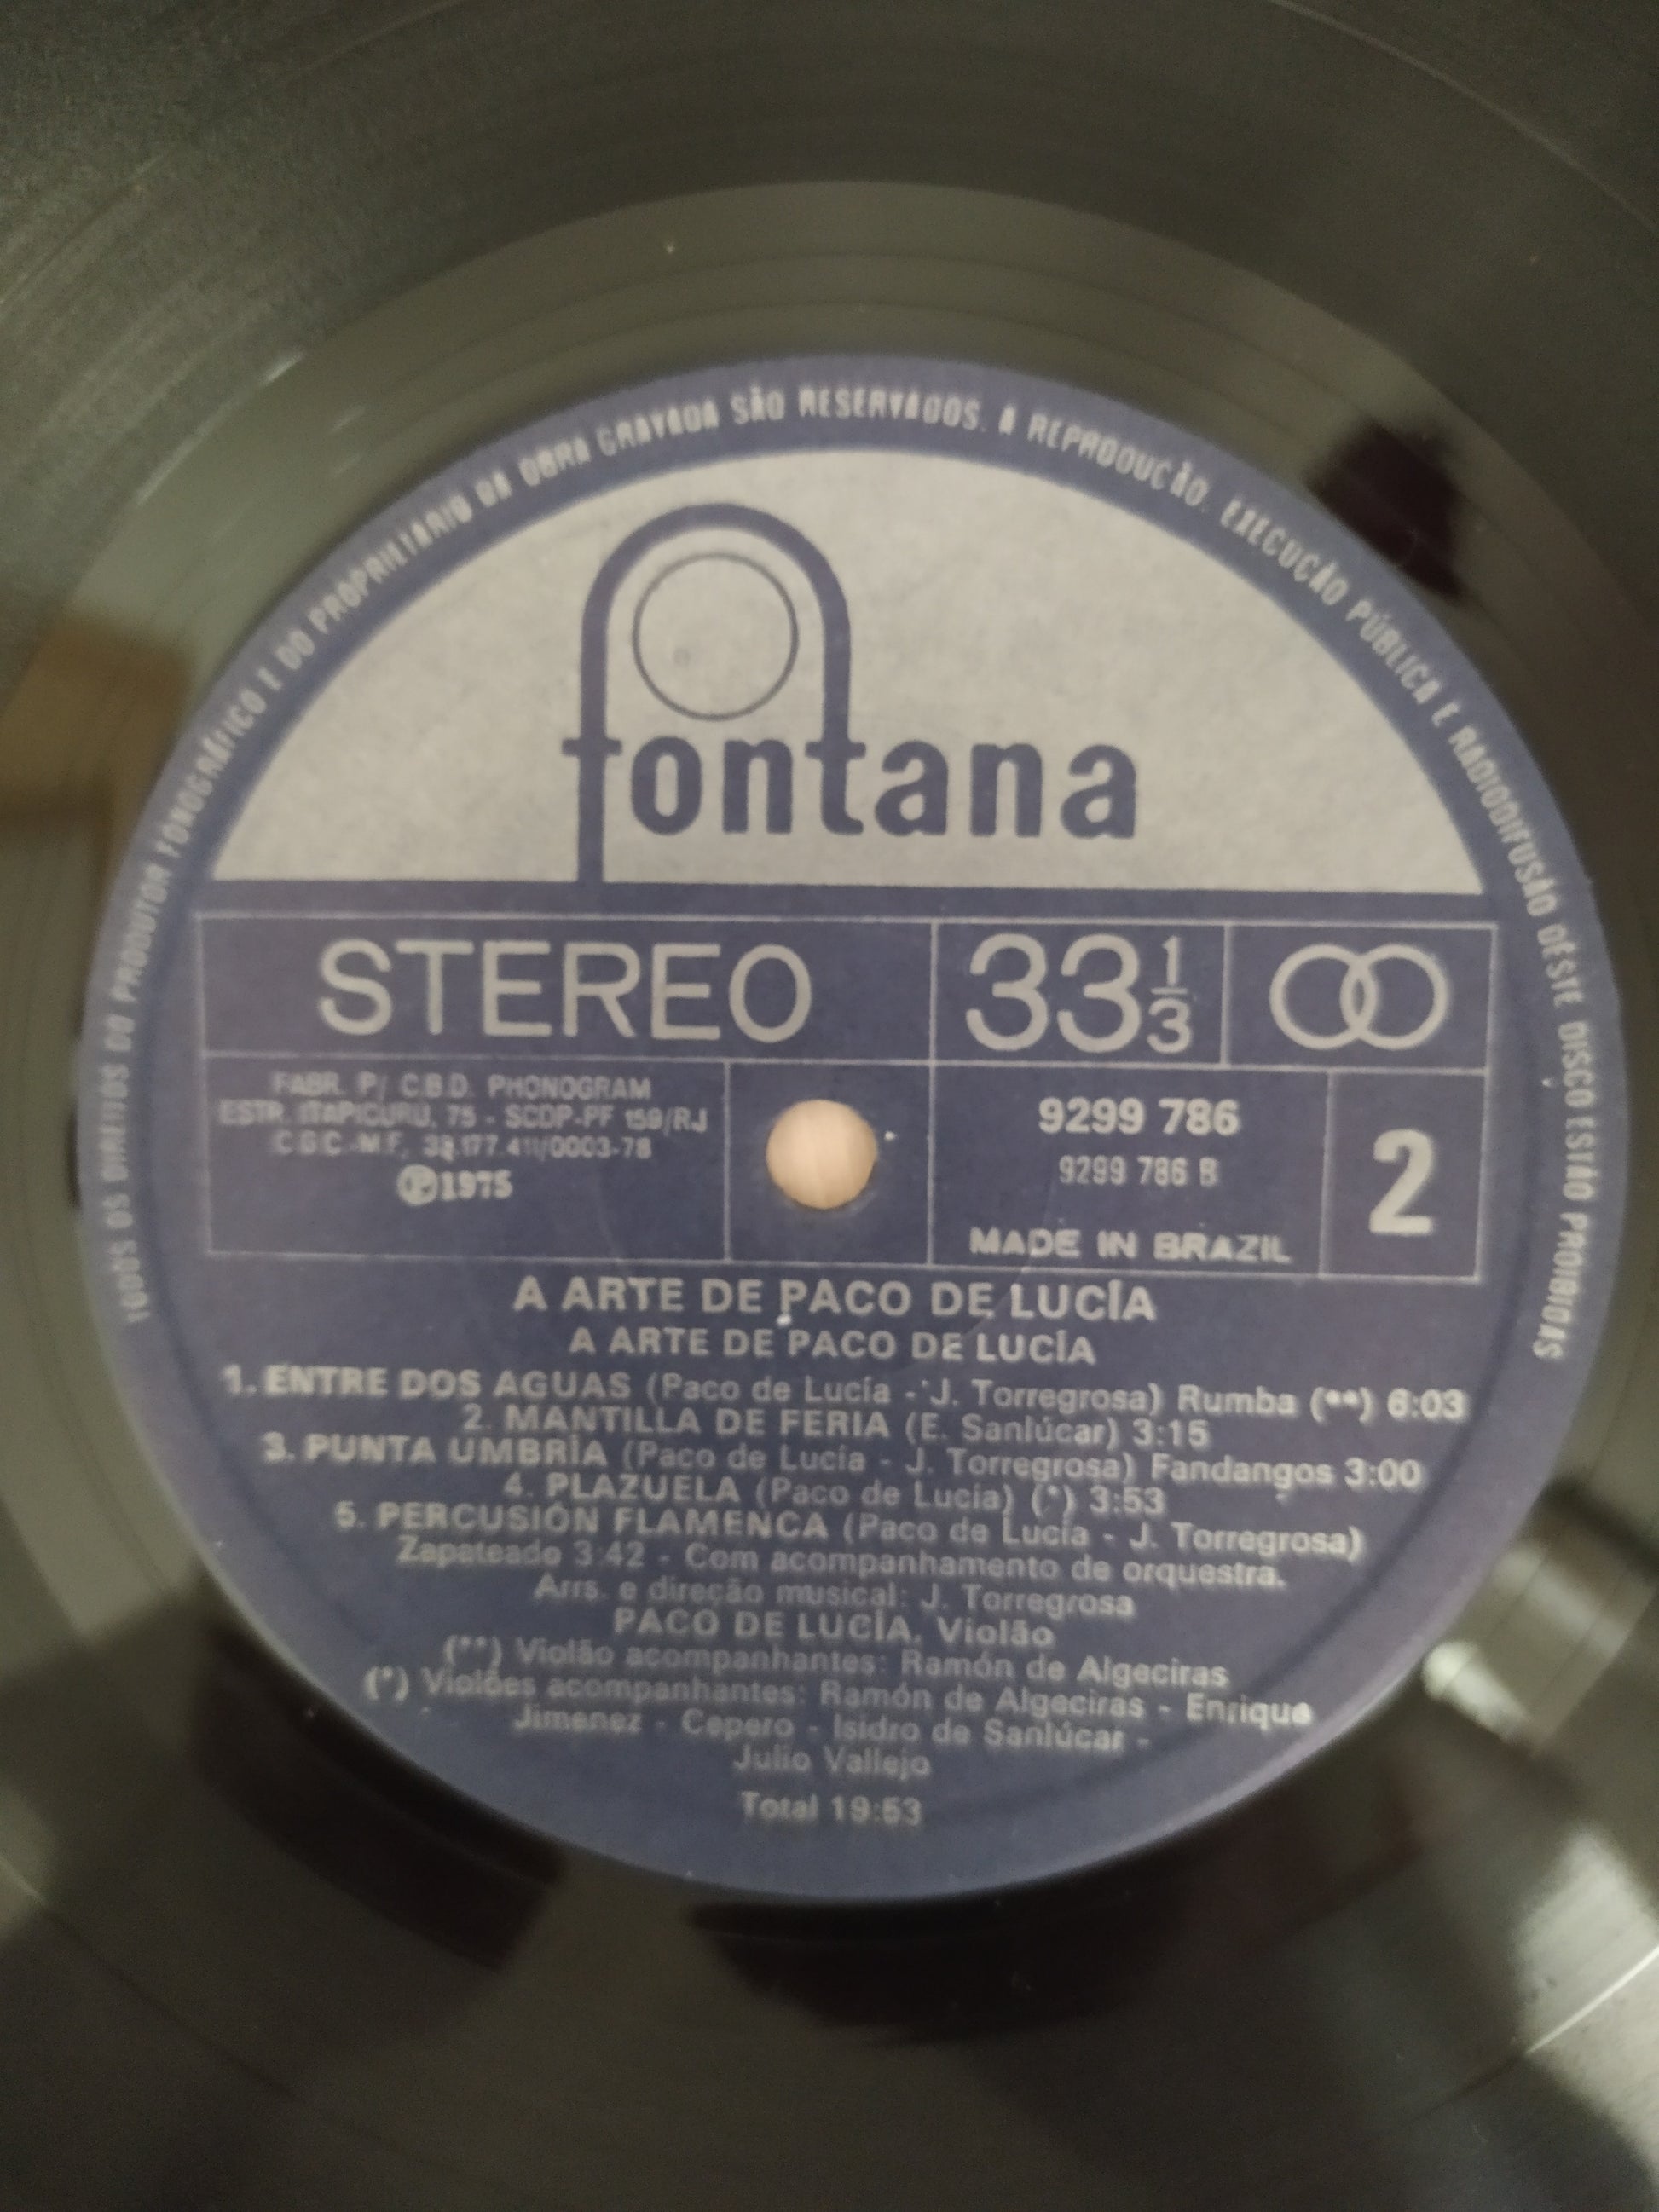 TODOS OS DIREITOS DO PRODUTOR FONOGRÁFICO E DO PROPRIETÁRIO DA OBRA GRAVADA SÃO RESERVADOS. A REPRODUÇÃO, EXECUÇÃO PÚBLICA E RADIODIFUSÃO DÊSTE DISCO ESTÃO PROIBIDAS
fontana
STEREO
33 1/3
FABR. P/ C.B.D. PHONOGRAM
ESTR. ITAPICURU, 75 - SCDP-PF 159/RJ
C.G.C.-M.F. 33.177.411/0003-78
Ⓟ1975
9299 786
9299 786 B
MADE IN BRAZIL
2
A ARTE DE PACO DE LUCÍA
A ARTE DE PACO DE LUCÍA
1. ENTRE DOS AGUAS (Paco de Lucía - J. Torregrosa) Rumba (**) 6:03
2. MANTILLA DE FERIA (E. Sanlúcar) 3:15
3. PUNTA UMBRÍA (Paco de Lucía - J. Torregrosa) Fandangos 3:00
4. PLAZUELA (Paco de Lucía) (*) 3:53
5. PERCUSIÓN FLAMENCA (Paco de Lucía - J. Torregrosa)
Zapateado 3:42 - Com acompanhamento de orquestra.
Arrs. e direção musical: J. Torregrosa
PACO DE LUCÍA, Violão
(**) Violão acompanhantes: Ramón de Algeciras
(*) Violões acompanhantes: Ramón de Algeciras - Enrique
Jimenez - Cepero - Isidro de Sanlúcar -
Julio Vallejo
Total 19:53